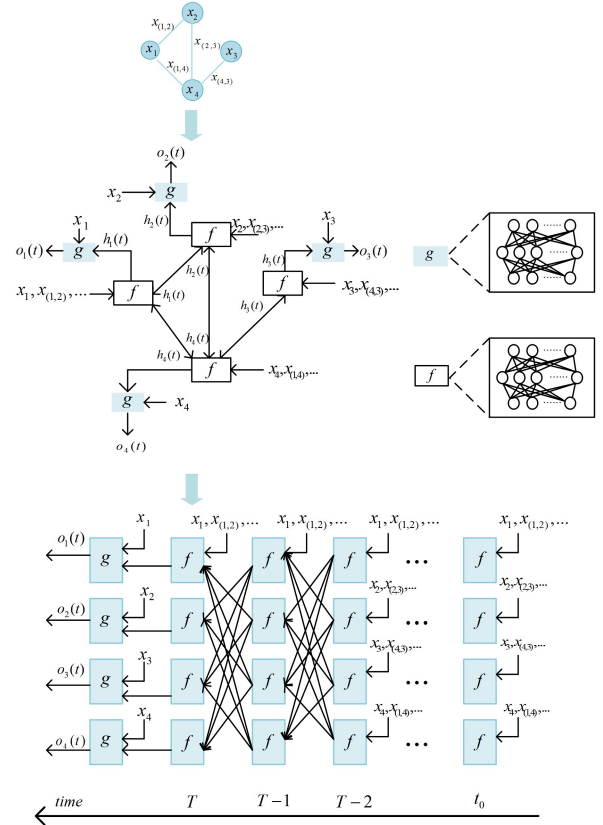 x_2
x_(1,2)
x_(2,3)
x_1
x_3
x_(1,4)
x_(4,3)
x_4
o_2(t)
x_2
g
x_1
h_2(t)
x_2,x_(2,3),...
x_3
f
o_1(t)
g
h_1(t)
h_3(t)
g
o_3(t)
g
h_2(t)
x_1, x_(1,2),...
f
h_1(t)
f
x_3,x_(4,3),...
h_3(t)
h_4(t)
h_4(t)
f
x_4,x_(1,4),...
f
g
x_4
o_4(t)
x_1
x_1, x_(1,2),...
x_1, x_(1,2),...
x_1, x_(1,2),...
x_1, x_(1,2),...
o_1(t)
g
f
f
f
...
f
x_2
x_2,x_(2,3),...
x_2,x_(2,3),...
o_2(t)
g
f
f
f
f
x_3
x_3,x_(4,3),...
x_3,x_(4,3),...
o_3(t)
g
f
f
f
f
x_4
x_4,x_(1,4),...
x_4,x_(1,4),...
o_4(t)
g
f
f
f
...
f
time
T
T−1
T−2
t_0